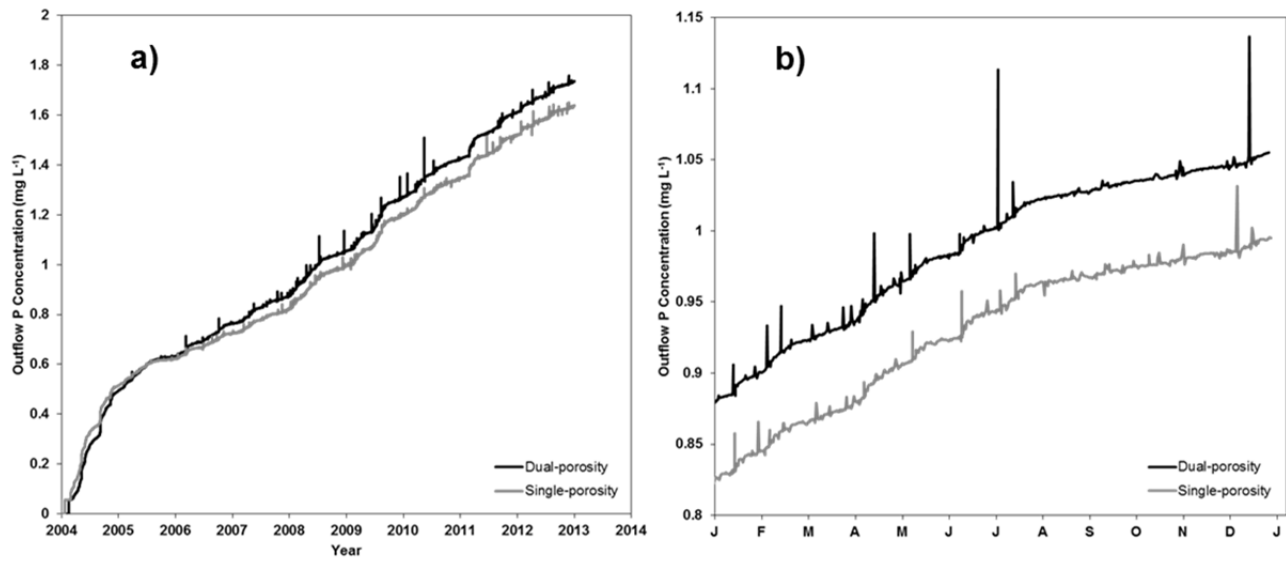 a)
Outflow P Concentration (mg L⁻¹)
2
1.8
1.6
1.4
1.2
1
0.8
0.6
0.4
0.2
0
2004 2005 2006 2007 2008 2009 2010 2011 2012 2013 2014
Year
Dual-porosity
Single-porosity
b)
Outflow P Concentration (mg L⁻¹)
1.15
1.1
1.05
1
0.95
0.9
0.85
0.8
J F M A M J J A S O N D J
Dual-porosity
Single-porosity